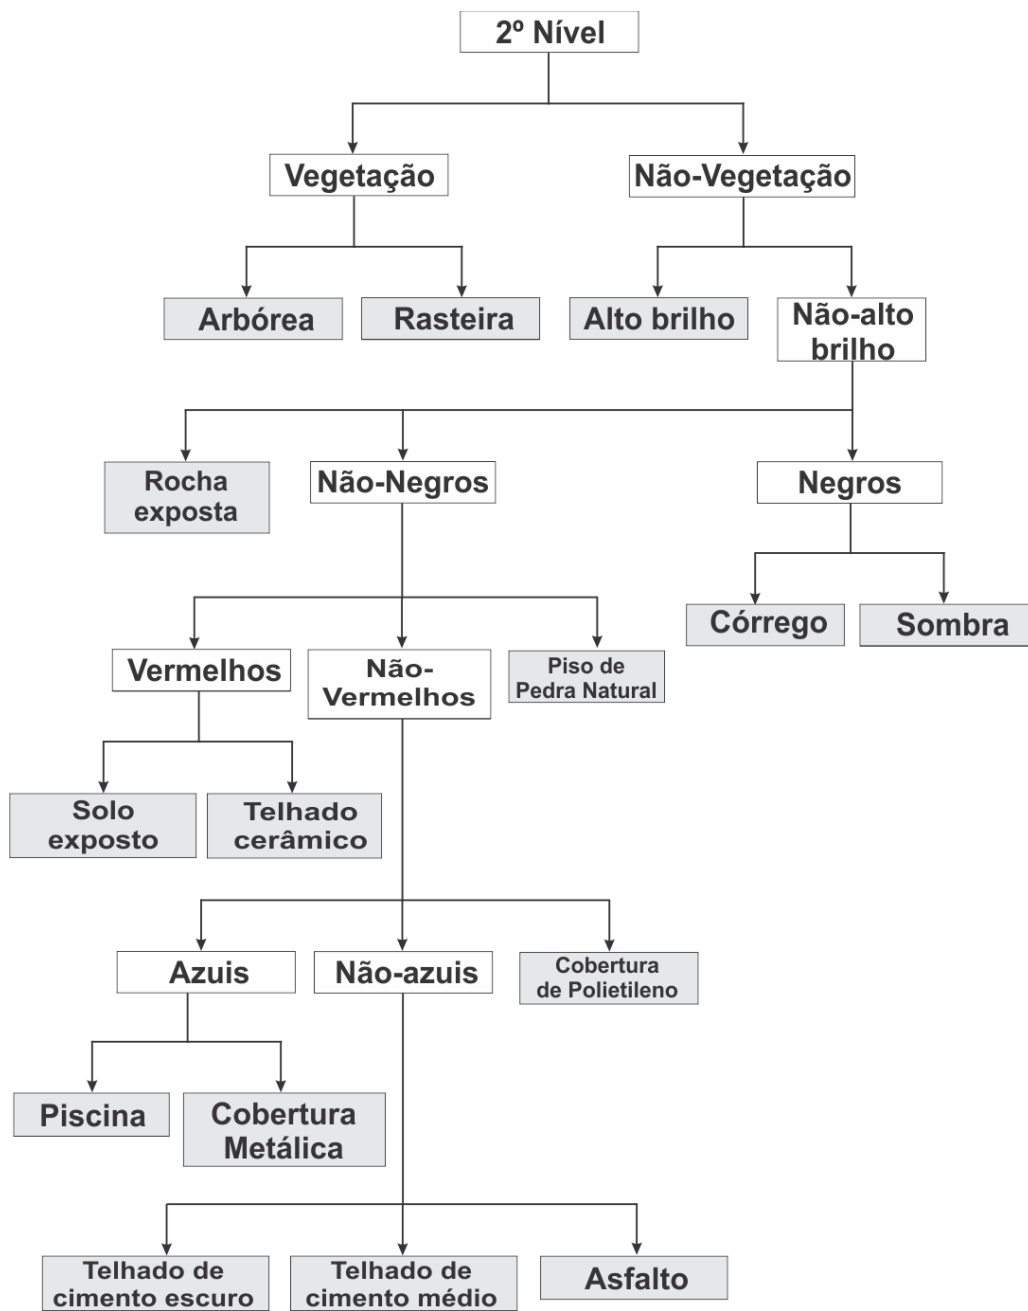 2º Nível
Vegetação
Não-Vegetação
Arbórea
Rasteira
Alto brilho
Não-alto
brilho
Rocha
exposta
Não-Negros
Negros
Córrego
Sombra
Vermelhos
Não-
Vermelhos
Piso de
Pedra Natural
Solo
exposto
Telhado
cerâmico
Azuis
Não-azuis
Cobertura
de Polietileno
Piscina
Cobertura
Metálica
Telhado de
cimento escuro
Telhado de
cimento médio
Asfalto